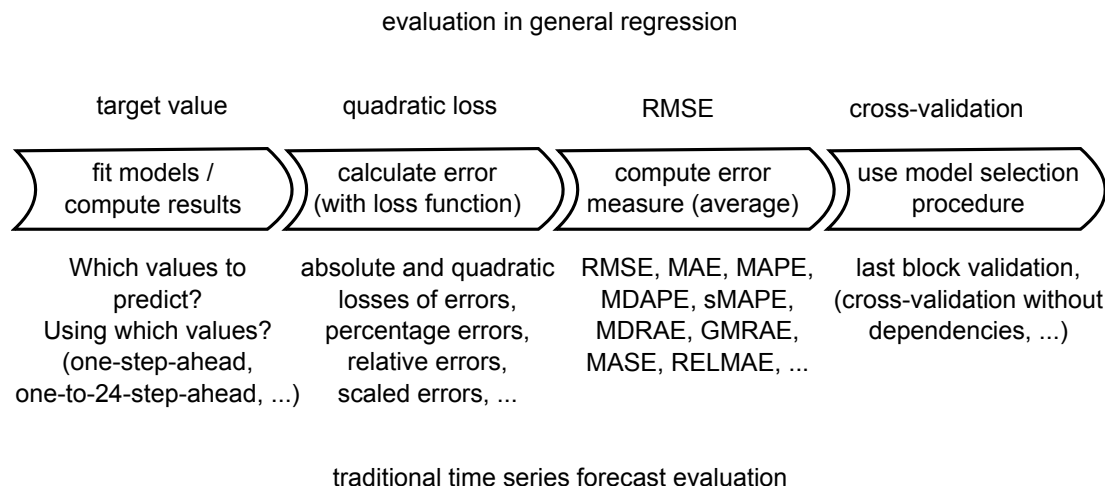 evaluation in general regression
target value
quadratic loss
RMSE
cross-validation
fit models /
compute results
calculate error
(with loss function)
compute error
measure (average)
use model selection
procedure
Which values to
predict?
Using which values?
(one-step-ahead,
one-to-24-step-ahead, ...)
absolute and quadratic
losses of errors,
percentage errors,
relative errors,
scaled errors, ...
RMSE, MAE, MAPE,
MDAPE, sMAPE,
MDRAE, GMRAE,
MASE, RELMAE, ...
last block validation,
(cross-validation without
dependencies, ...)
traditional time series forecast evaluation